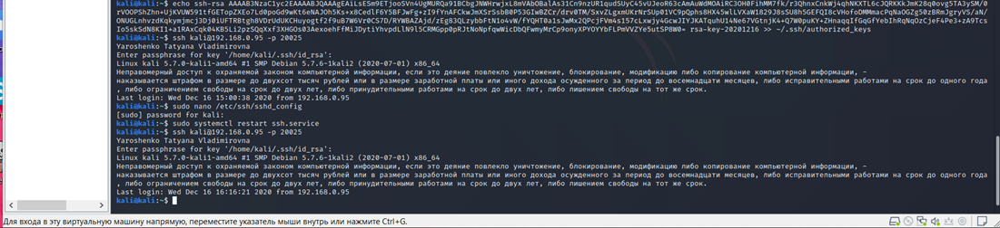 kali@kali:~$ ssh kali@192.168.0.95 -p 20025
Yaroshenko Tatyana Vladimirovna
Enter passphrase for key '/home/kali/.ssh/id_rsa':
Linux kali 5.7.0-kali1-amd64 #1 SMP Debian 5.7.6-1kali2 (2020-07-01) x86_64
Неправомерный доступ к охраняемой законом компьютерной информации, если это деяние повлекло уничтожение, блокирование, модификацию либо копирование компьютерной информации, –
наказывается штрафом в размере до двухсот тысяч рублей или в размере заработной платы или иного дохода осужденного за период до восемнадцати месяцев, либо исправительными работами на срок до одного года
, либо ограничением свободы на срок до двух лет, либо принудительными работами на срок до двух лет, либо лишением свободы на тот же срок.
Last login: Wed Dec 16 15:00:38 2020 from 192.168.0.95
kali@kali:~$ sudo nano /etc/ssh/sshd_config
[sudo] password for kali:
kali@kali:~$ sudo systemctl restart ssh.service
kali@kali:~$ ssh kali@192.168.0.95 -p 20025
Yaroshenko Tatyana Vladimirovna
Enter passphrase for key '/home/kali/.ssh/id_rsa':
Linux kali 5.7.0-kali1-amd64 #1 SMP Debian 5.7.6-1kali2 (2020-07-01) x86_64
Неправомерный доступ к охраняемой законом компьютерной информации, если это деяние повлекло уничтожение, блокирование, модификацию либо копирование компьютерной информации, –
наказывается штрафом в размере до двухсот тысяч рублей или в размере заработной платы или иного дохода осужденного за период до восемнадцати месяцев, либо исправительными работами на срок до одного года
, либо ограничением свободы на срок до двух лет, либо принудительными работами на срок до двух лет, либо лишением свободы на тот же срок.
Last login: Wed Dec 16 16:16:21 2020 from 192.168.0.95
kali@kali:~$
Для входа в эту виртуальную машину напрямую, переместите указатель мыши внутрь или нажмите Ctrl+G.